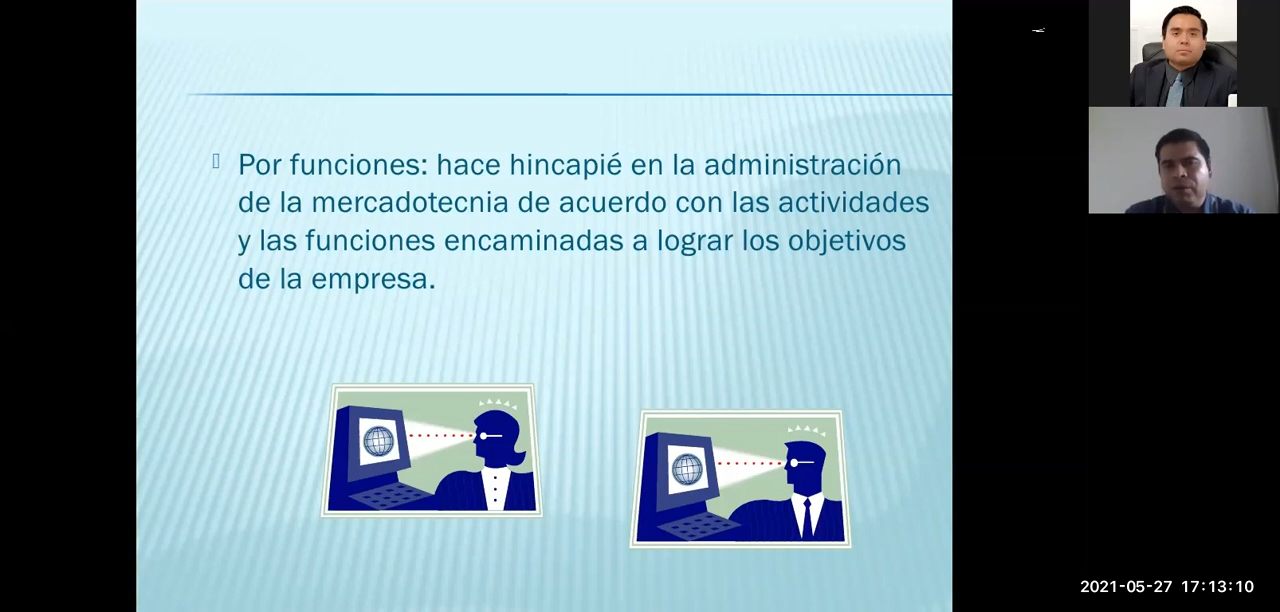 Por funciones: hace hincapié en la administración
de la mercadotecnia de acuerdo con las actividades
y las funciones encaminadas a lograr los objetivos
de la empresa.
2021-05-27 17:13:10